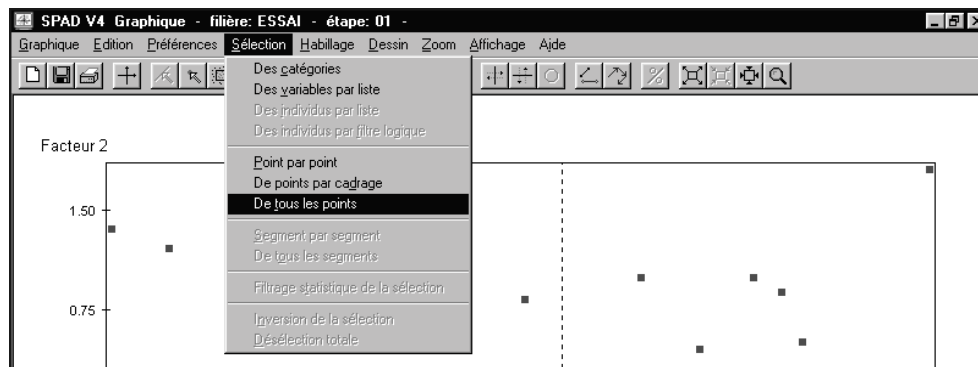 SPAD V4 Graphique - filière: ESSAI - étape: 01 -
Graphique Edition Préférences Sélection Habillage Dessin Zoom Affichage Aide
Des catégories
Des variables par liste
Des individus par liste
Des individus par filtre logique
Point par point
De points par cadrage
De tous les points
Segment par segment
De tous les segments
Filtrage statistique de la sélection
Inversion de la sélection
Désélection totale
Facteur 2
1.50
0.75